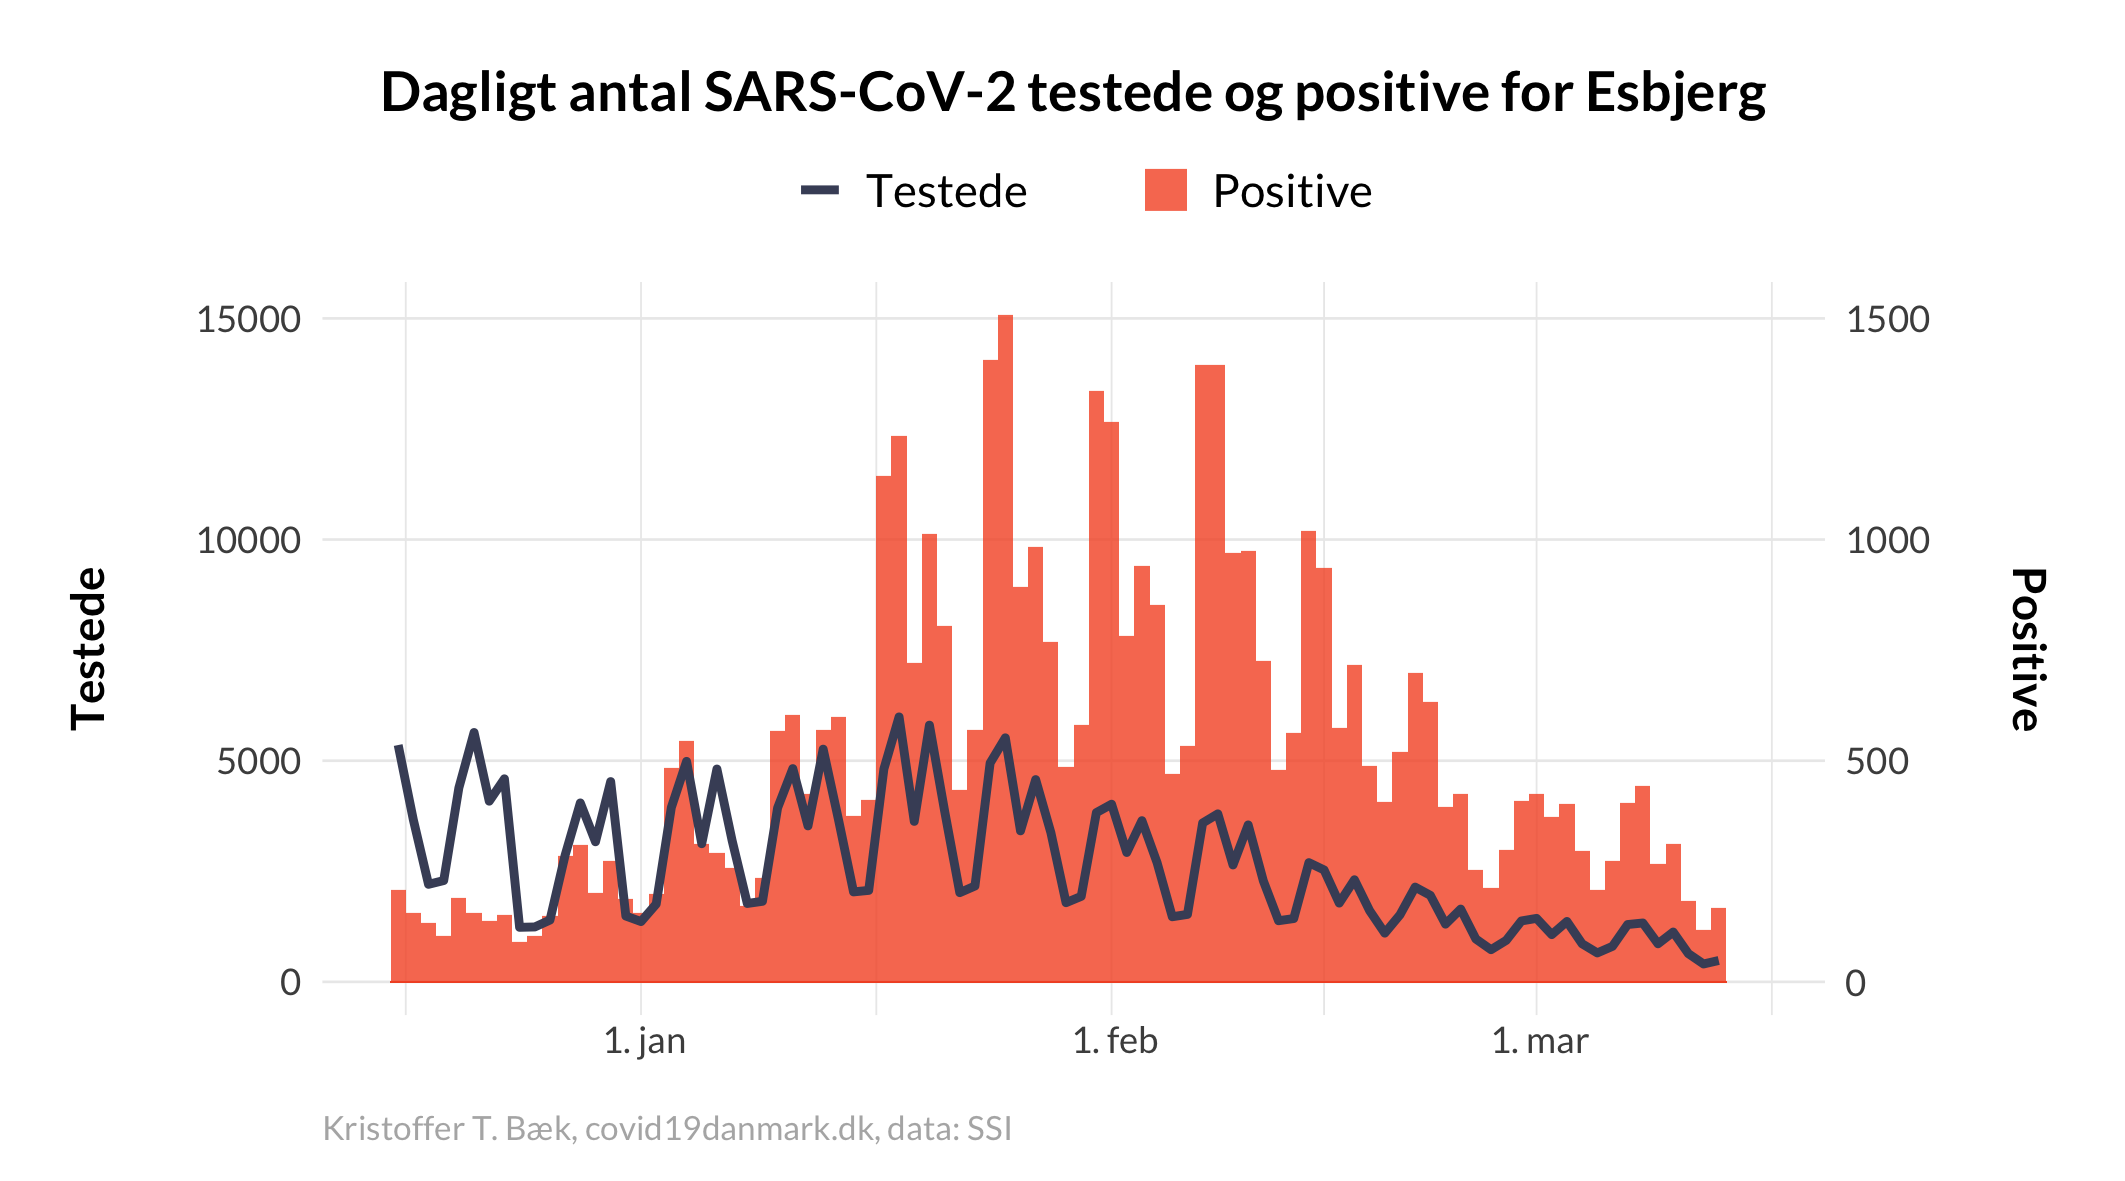 Dagligt antal SARS-CoV-2 testede og positive for Esbjerg
Testede
Positive
15000
10000
5000
0
Testede
1500
1000
500
0
Positive
1. jan
1. feb
1. mar
Kristoffer T. Bæk, covid19danmark.dk, data: SSI